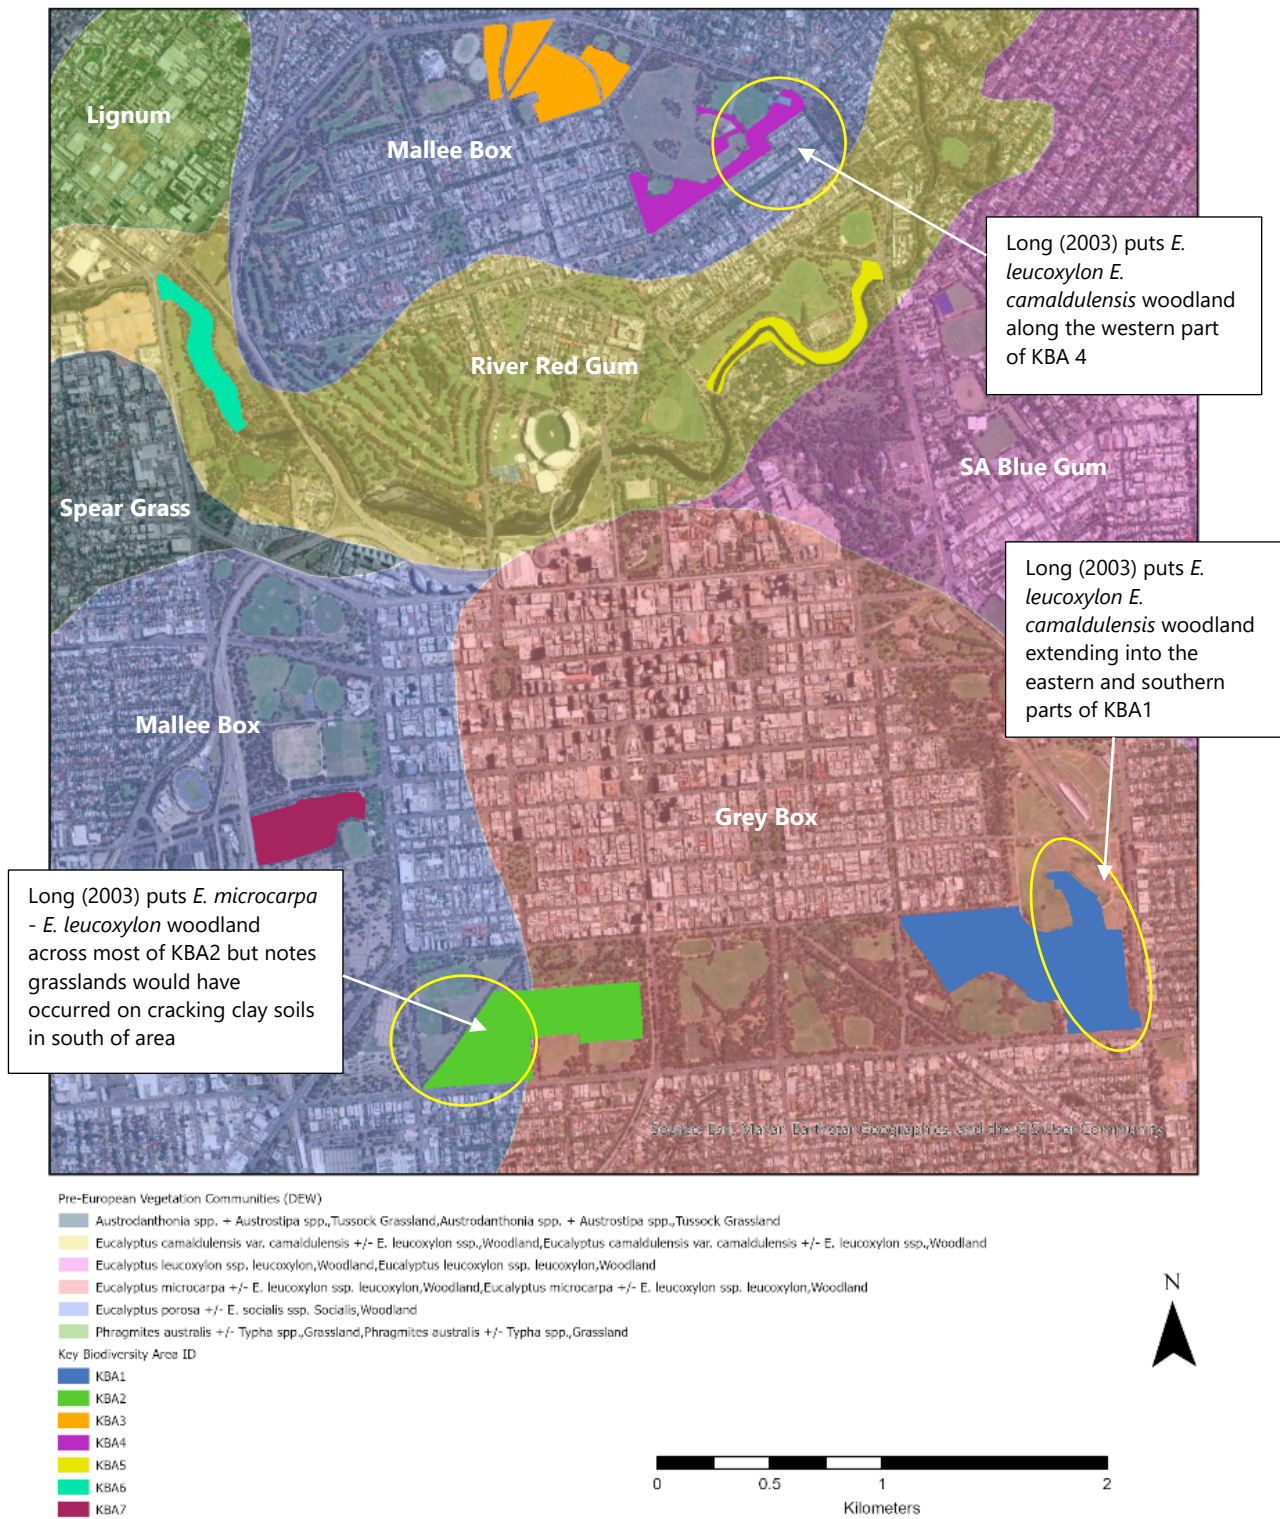 Lignum
Mallee Box
Long (2003) puts E.
leucoxylon E.
camaldulensis woodland
along the western part
of KBA 4
River Red Gum
SA Blue Gum
Spear Grass
Long (2003) puts E.
leucoxylon E.
camaldulensis woodland
extending into the
eastern and southern
parts of KBA1
Mallee Box
Grey Box
Long (2003) puts E. microcarpa
- E. leucoxylon woodland
across most of KBA2 but notes
grasslands would have
occurred on cracking clay soils
in south of area
Source: Esri, Maxar, Earthstar Geographics, and the GIS User Community
Pre-European Vegetation Communities (DEW)
Austrodanthonia spp. + Austrostipa spp.,Tussock Grassland,Austrodanthonia spp. + Austrostipa spp.,Tussock Grassland
Eucalyptus camaldulensis var. camaldulensis +/- E. leucoxylon ssp.,Woodland,Eucalyptus camaldulensis var. camaldulensis +/- E. leucoxylon ssp.,Woodland
Eucalyptus leucoxylon ssp. leucoxylon,Woodland,Eucalyptus leucoxylon ssp. leucoxylon,Woodland
Eucalyptus microcarpa +/- E. leucoxylon ssp. leucoxylon,Woodland,Eucalyptus microcarpa +/- E. leucoxylon ssp. leucoxylon,Woodland
Eucalyptus porosa +/- E. socialis ssp. Socialis,Woodland
Phragmites australis +/- Typha spp.,Grassland,Phragmites australis +/- Typha spp.,Grassland
Key Biodiversity Area ID
KBA1
KBA2
KBA3
KBA4
KBA5
KBA6
KBA7
N
0 0.5 1 2
Kilometers